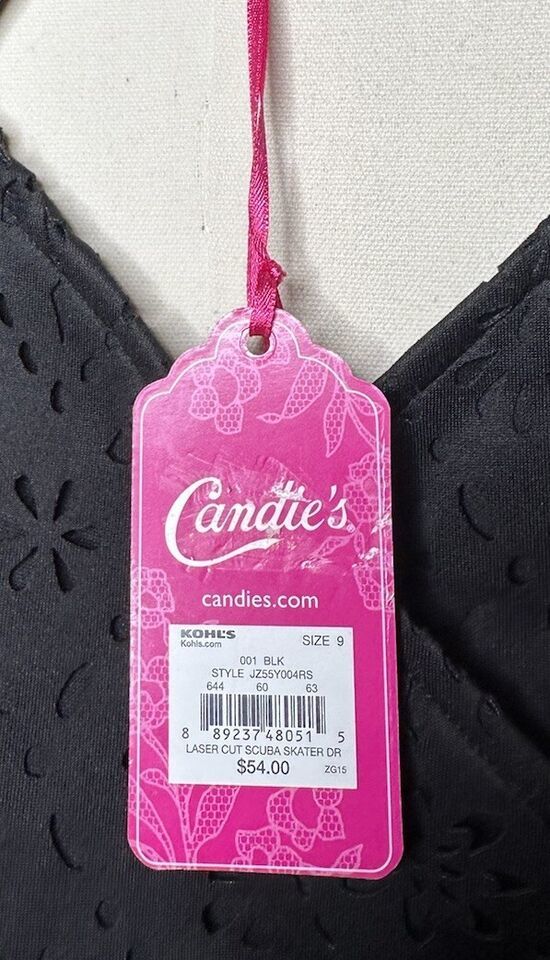 Candie's®
candies.com
KOHL'S SIZE 9
Kohls.com
001 BLK
STYLE JZ55Y004RS
644 60 63
8 89237 48051 5
LASER CUT SCUBA SKATER DR
$54.00 ZG15